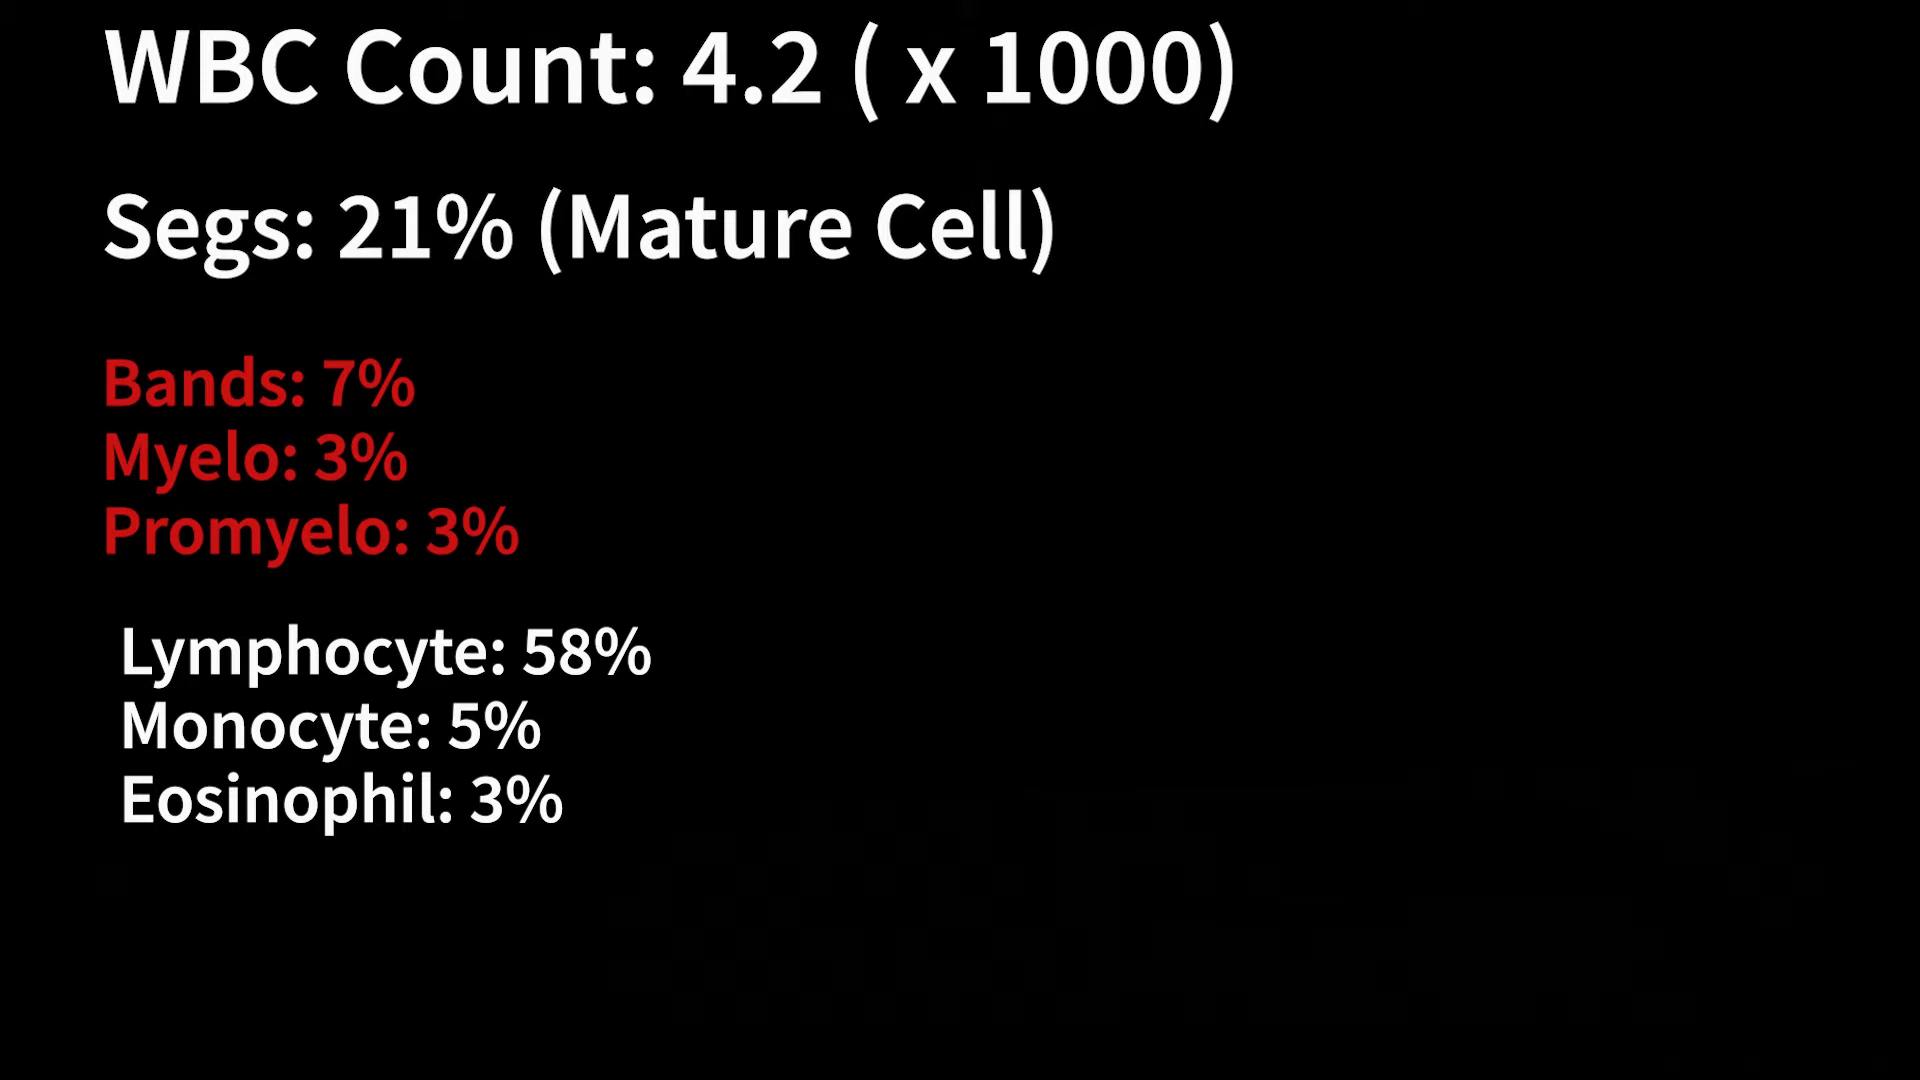 WBC Count: 4.2 ( x 1000)
Segs: 21% (Mature Cell)
Bands: 7%
Myelo: 3%
Promyelo: 3%
Lymphocyte: 58%
Monocyte: 5%
Eosinophil: 3%